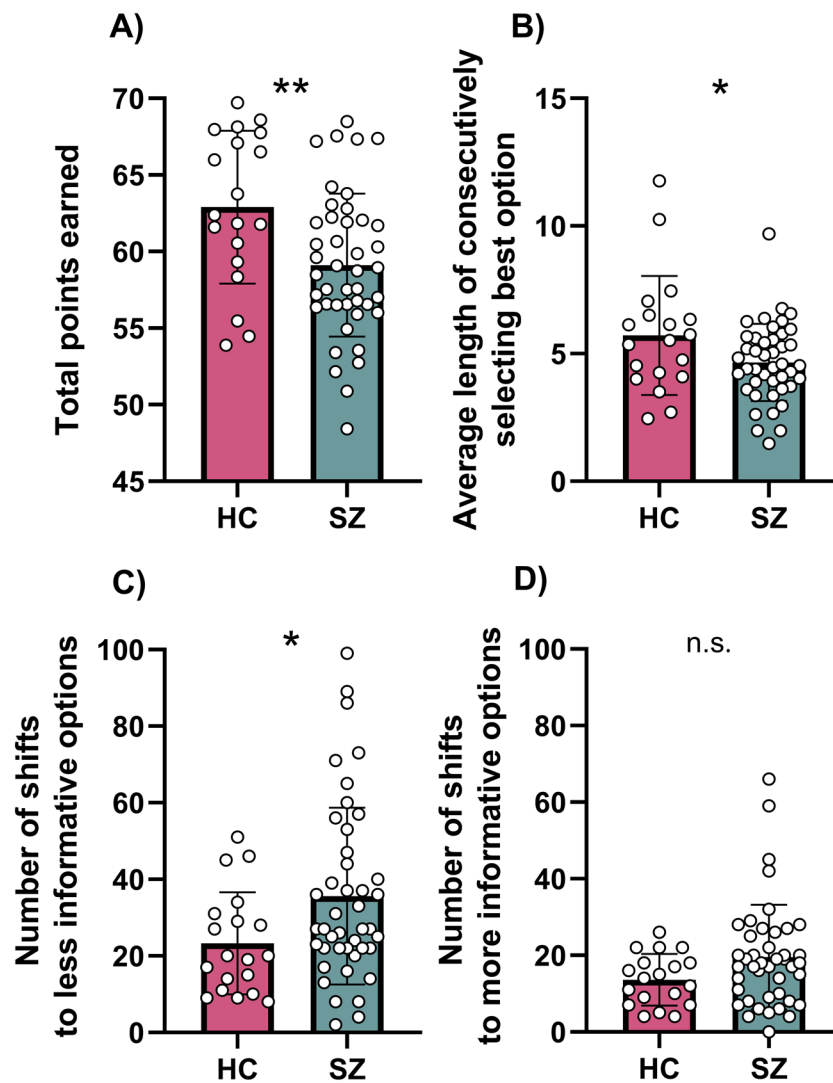 A)
**
Total points earned
70
65
60
55
50
45
HC
SZ
B)
*
Average length of consecutively
selecting best option
15
10
5
0
HC
SZ
C)
*
Number of shifts
to less informative options
100
80
60
40
20
0
HC
SZ
D)
n.s.
Number of shifts
to more informative options
100
80
60
40
20
0
HC
SZ